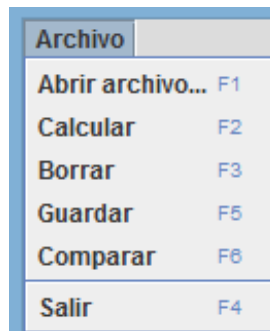 Archivo
Abrir archivo... F1
Calcular F2
Borrar F3
Guardar F5
Comparar F6
Salir F4